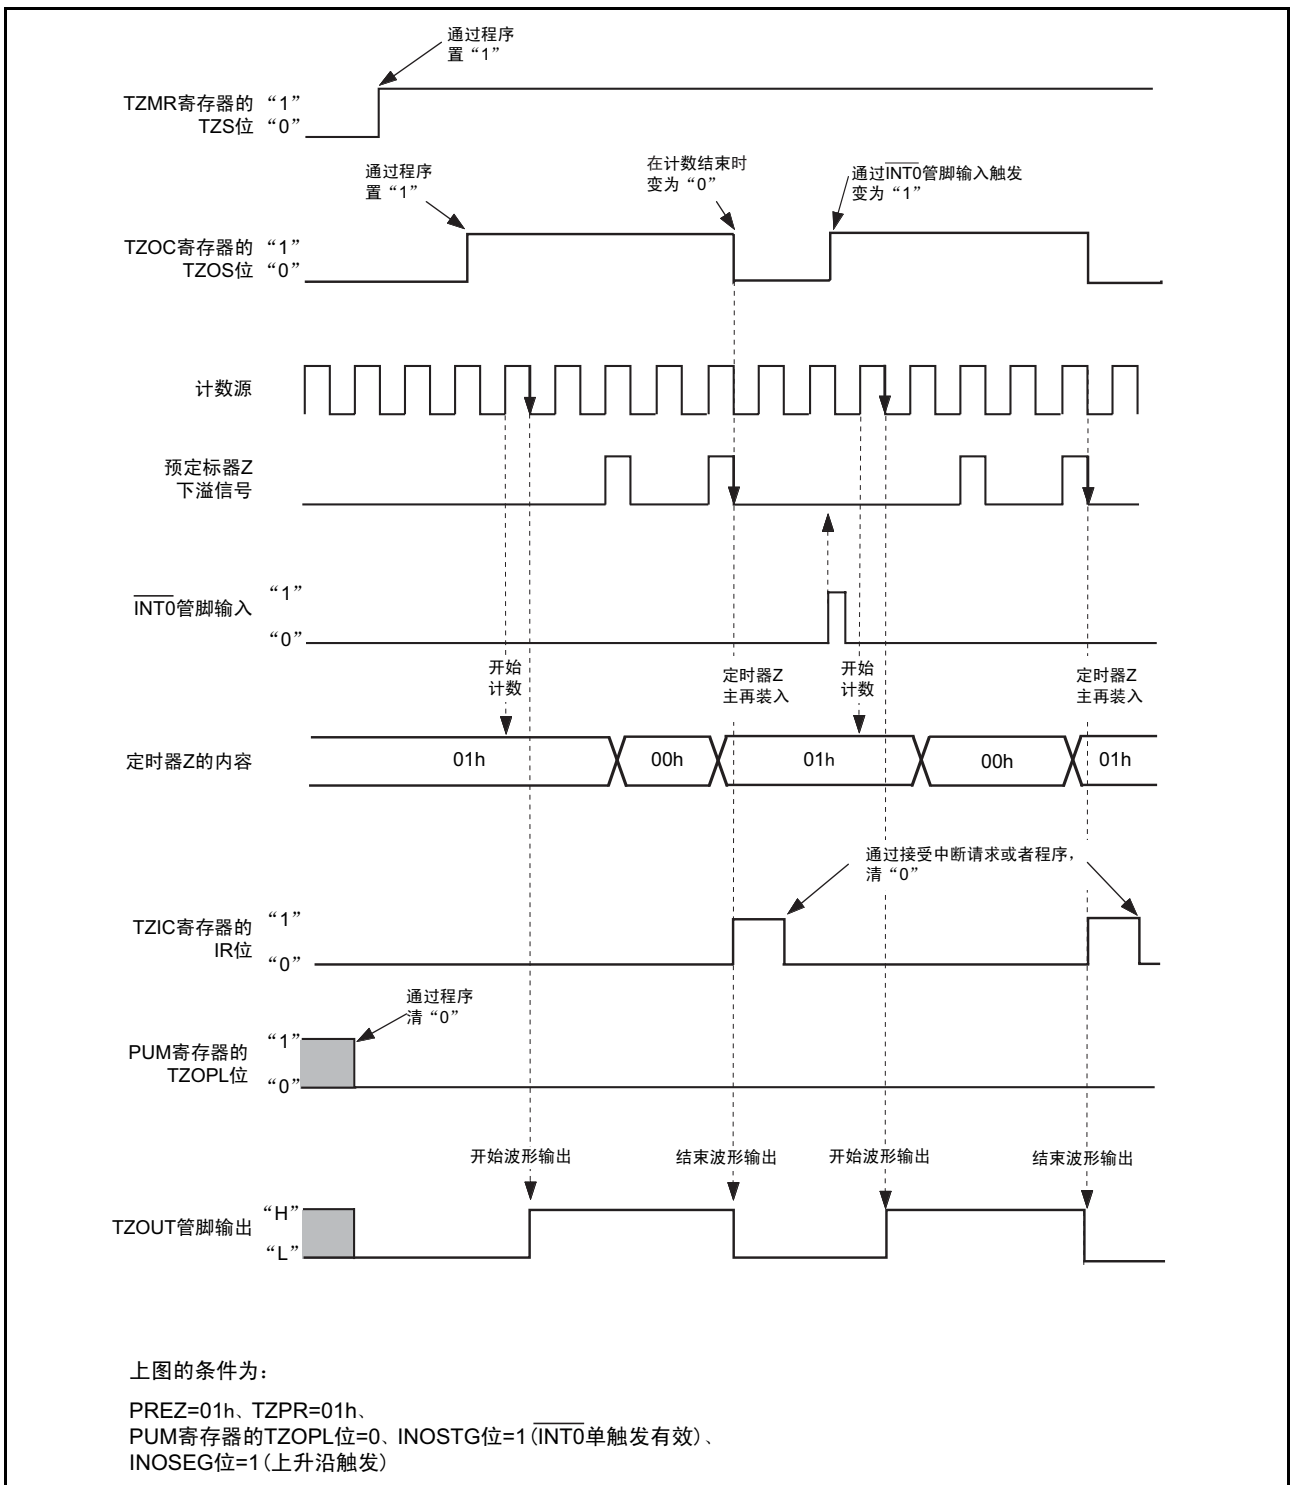 通过程序
置“1”
TZMR寄存器的 “1”
TZS位 “0”
通过程序
置“1”
在计数结束时
变为“0”
通过INT0管脚输入触发
变为“1”
TZOC寄存器的 “1”
TZOS位 “0”
计数源
预定标器Z
下溢信号
“1”
INT0管脚输入
“0”
开始
计数
定时器Z
主再装入
开始
计数
定时器Z
主再装入
定时器Z的内容
01h
00h
01h
00h
01h
通过接受中断请求或者程序，
清“0”
TZIC寄存器的 “1”
IR位
“0”
通过程序
清“0”
PUM寄存器的 “1”
TZOPL位 “0”
开始波形输出
结束波形输出
开始波形输出
结束波形输出
TZOUT管脚输出 “H”
“L”
上图的条件为：
PREZ=01h、TZPR=01h、
PUM寄存器的TZOPL位=0、INOSTG位=1（INT0单触发有效）、
INOSEG位=1（上升沿触发）